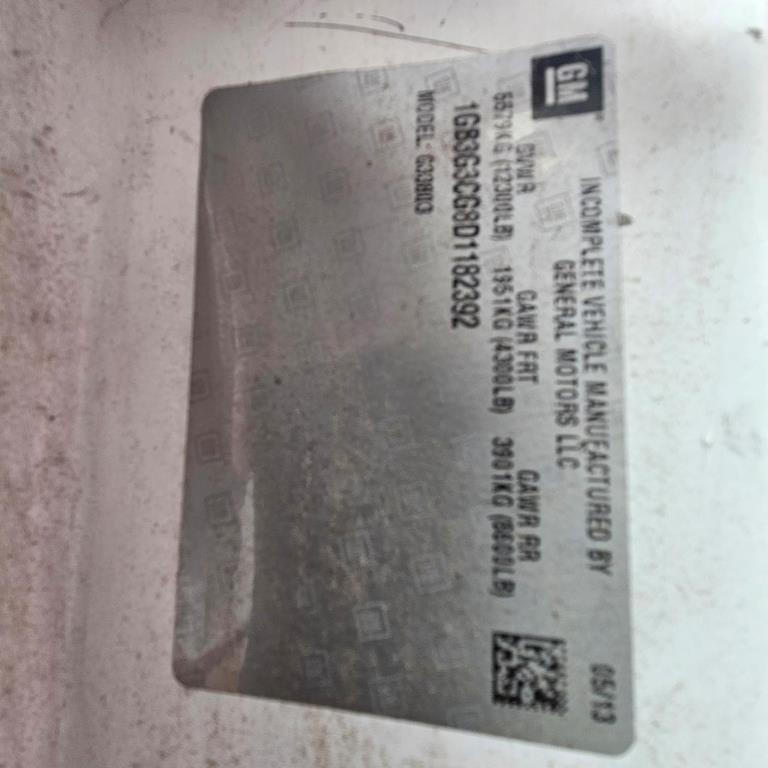 GM
INCOMPLETE VEHICLE MANUFACTURED BY
GENERAL MOTORS LLC
05/13
GVWR GAWR FRT GAWR RR
5579KG (12300LB) 1951KG (4300LB) 3901KG (8600LB)
1GB3G3CG8D1182392
MODEL: G33803